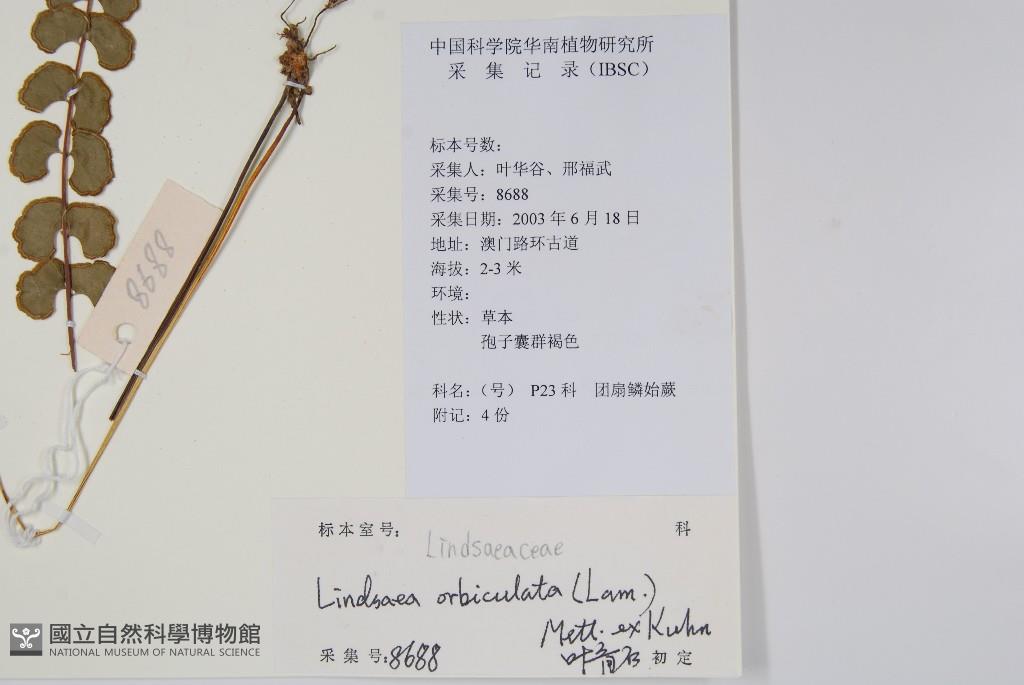 中国科学院华南植物研究所
采 集 记 录（IBSC）
标本号数：
采集人：叶华谷、邢福武
采集号：8688
采集日期：2003 年 6 月 18 日
地址：澳门路环古道
海拔：2-3 米
环境：
性状：草本
孢子囊群褐色
科名：（号） P23 科 团扇鳞始蕨
附记：4 份
8898
标本室号： 科
Lindsaeaceae
Lindsaea orbiculata (Lam.)
Mett. ex Kuhn
采集号：8688 初定
國立自然科學博物館
NATIONAL MUSEUM OF NATURAL SCIENCE